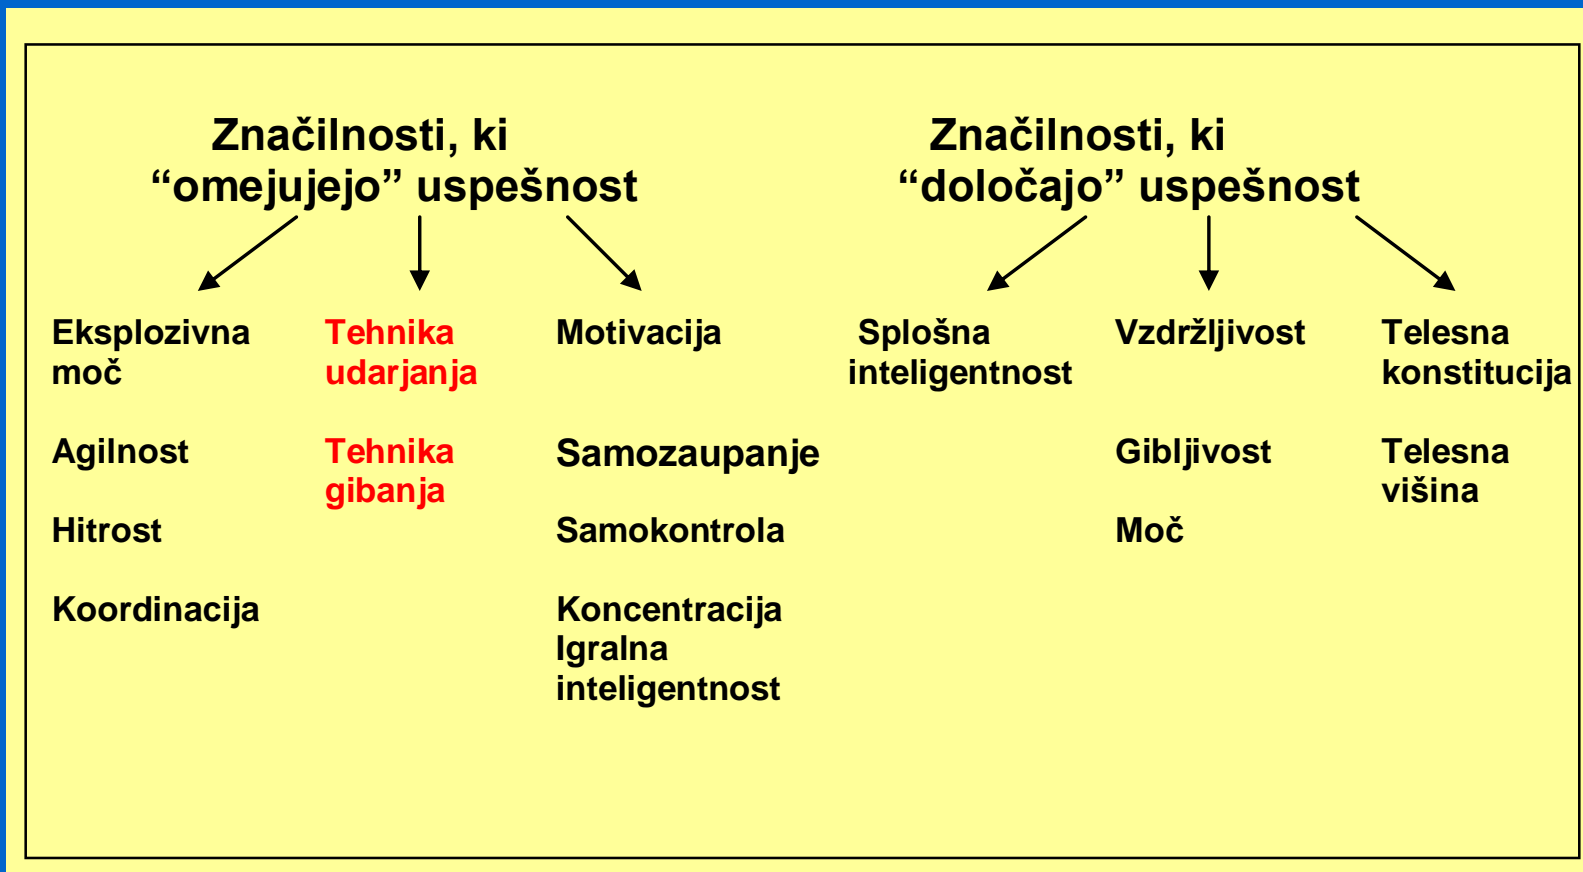 Značilnosti, ki
“omejujejo” uspešnost
Eksplozivna
moč
Agilnost
Hitrost
Koordinacija
Tehnika
udarjanja
Tehnika
gibanja
Motivacija
Samozaupanje
Samokontrola
Koncentracija
Igralna
inteligentnost
Značilnosti, ki
“določajo” uspešnost
Splošna
inteligentnost
Vzdržljivost
Gibljivost
Moč
Telesna
konstitucija
Telesna
višina